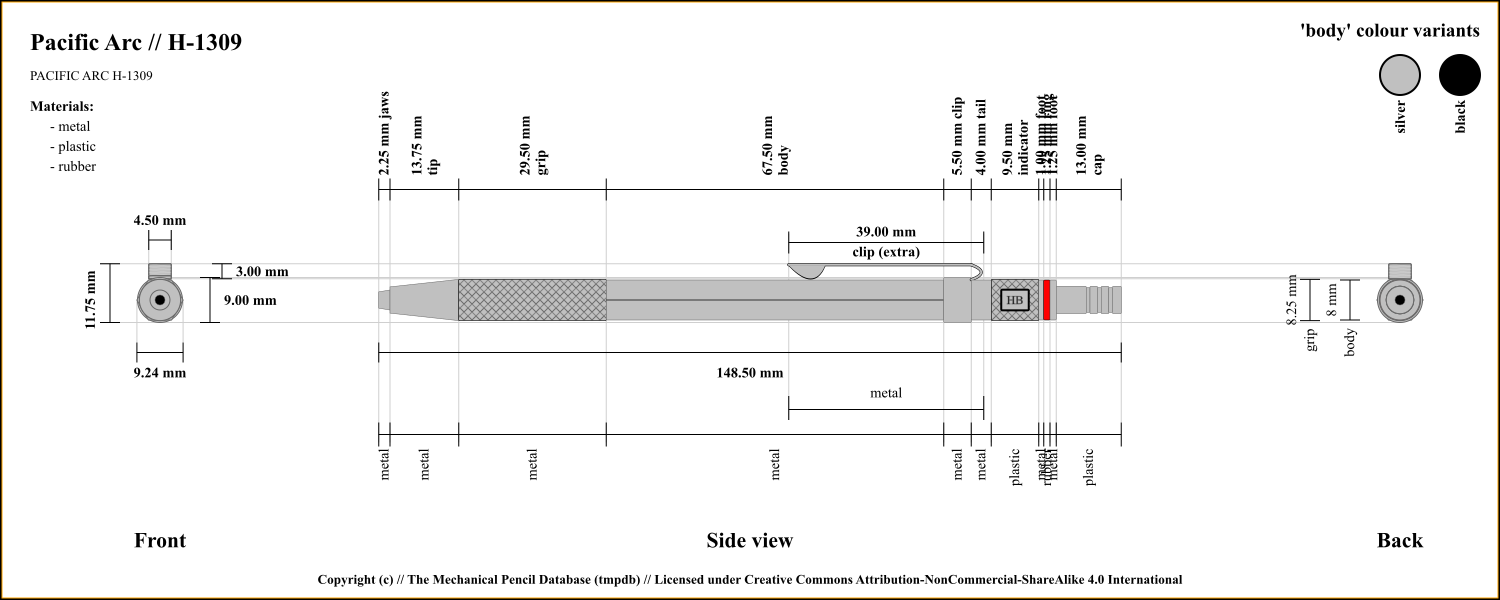 Pacific Arc // H-1309
PACIFIC ARC H-1309
Materials:
- metal
- plastic
- rubber
'body' colour variants
silver
black
2.25 mm jaws
13.75 mm
tip
29.50 mm
grip
67.50 mm
body
5.50 mm clip
4.00 mm tail
9.50 mm
indicator
1.00 mm foot
1.25 mm foot
13.00 mm
cap
4.50 mm
3.00 mm
9.00 mm
11.75 mm
9.24 mm
39.00 mm
clip (extra)
HB
148.50 mm
metal
8.25 mm
grip
8 mm
body
metal
metal
metal
metal
metal
metal
plastic
metal
rubber
metal
plastic
Front
Side view
Back
Copyright (c) // The Mechanical Pencil Database (tmpdb) // Licensed under Creative Commons Attribution-NonCommercial-ShareAlike 4.0 International